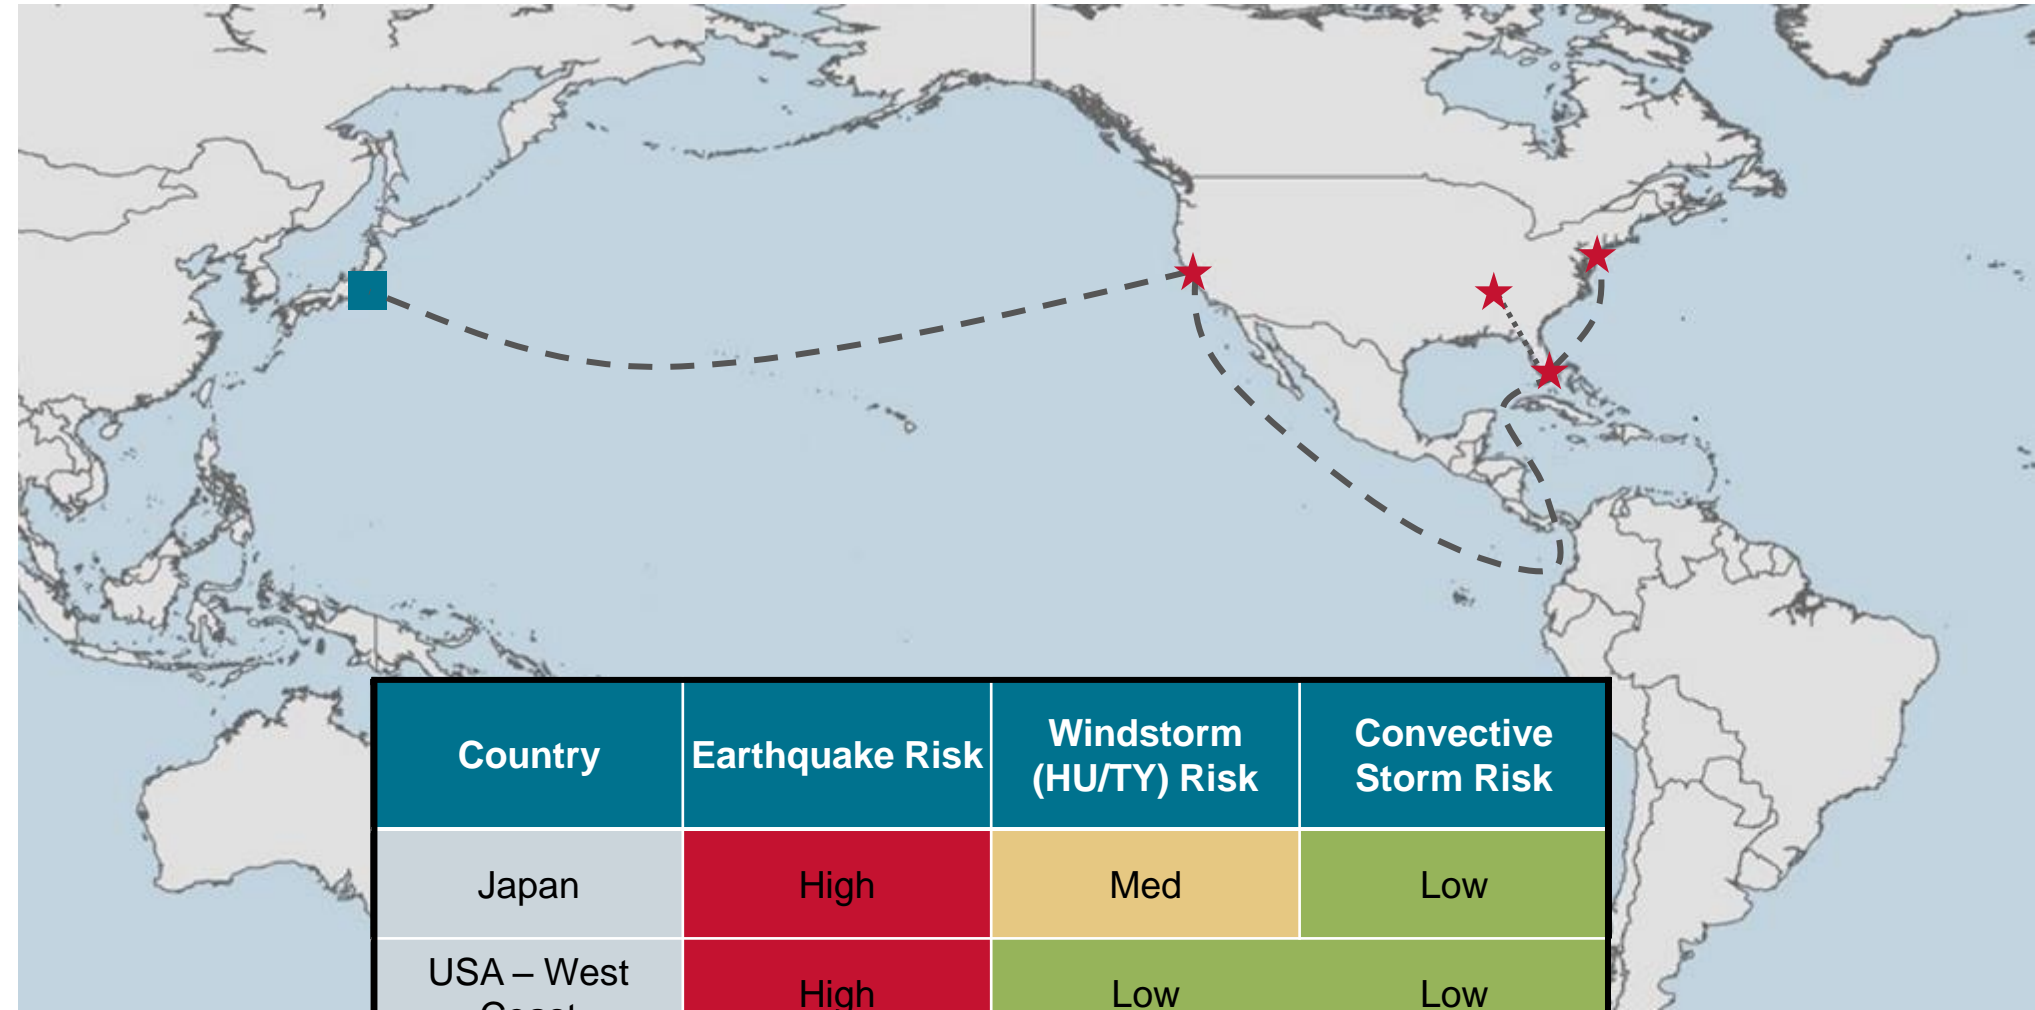 Country
Earthquake Risk
Windstorm
(HU/TY) Risk
Convective
Storm Risk
Japan
High
Med
Low
USA – West
Coast
High
Low
Low